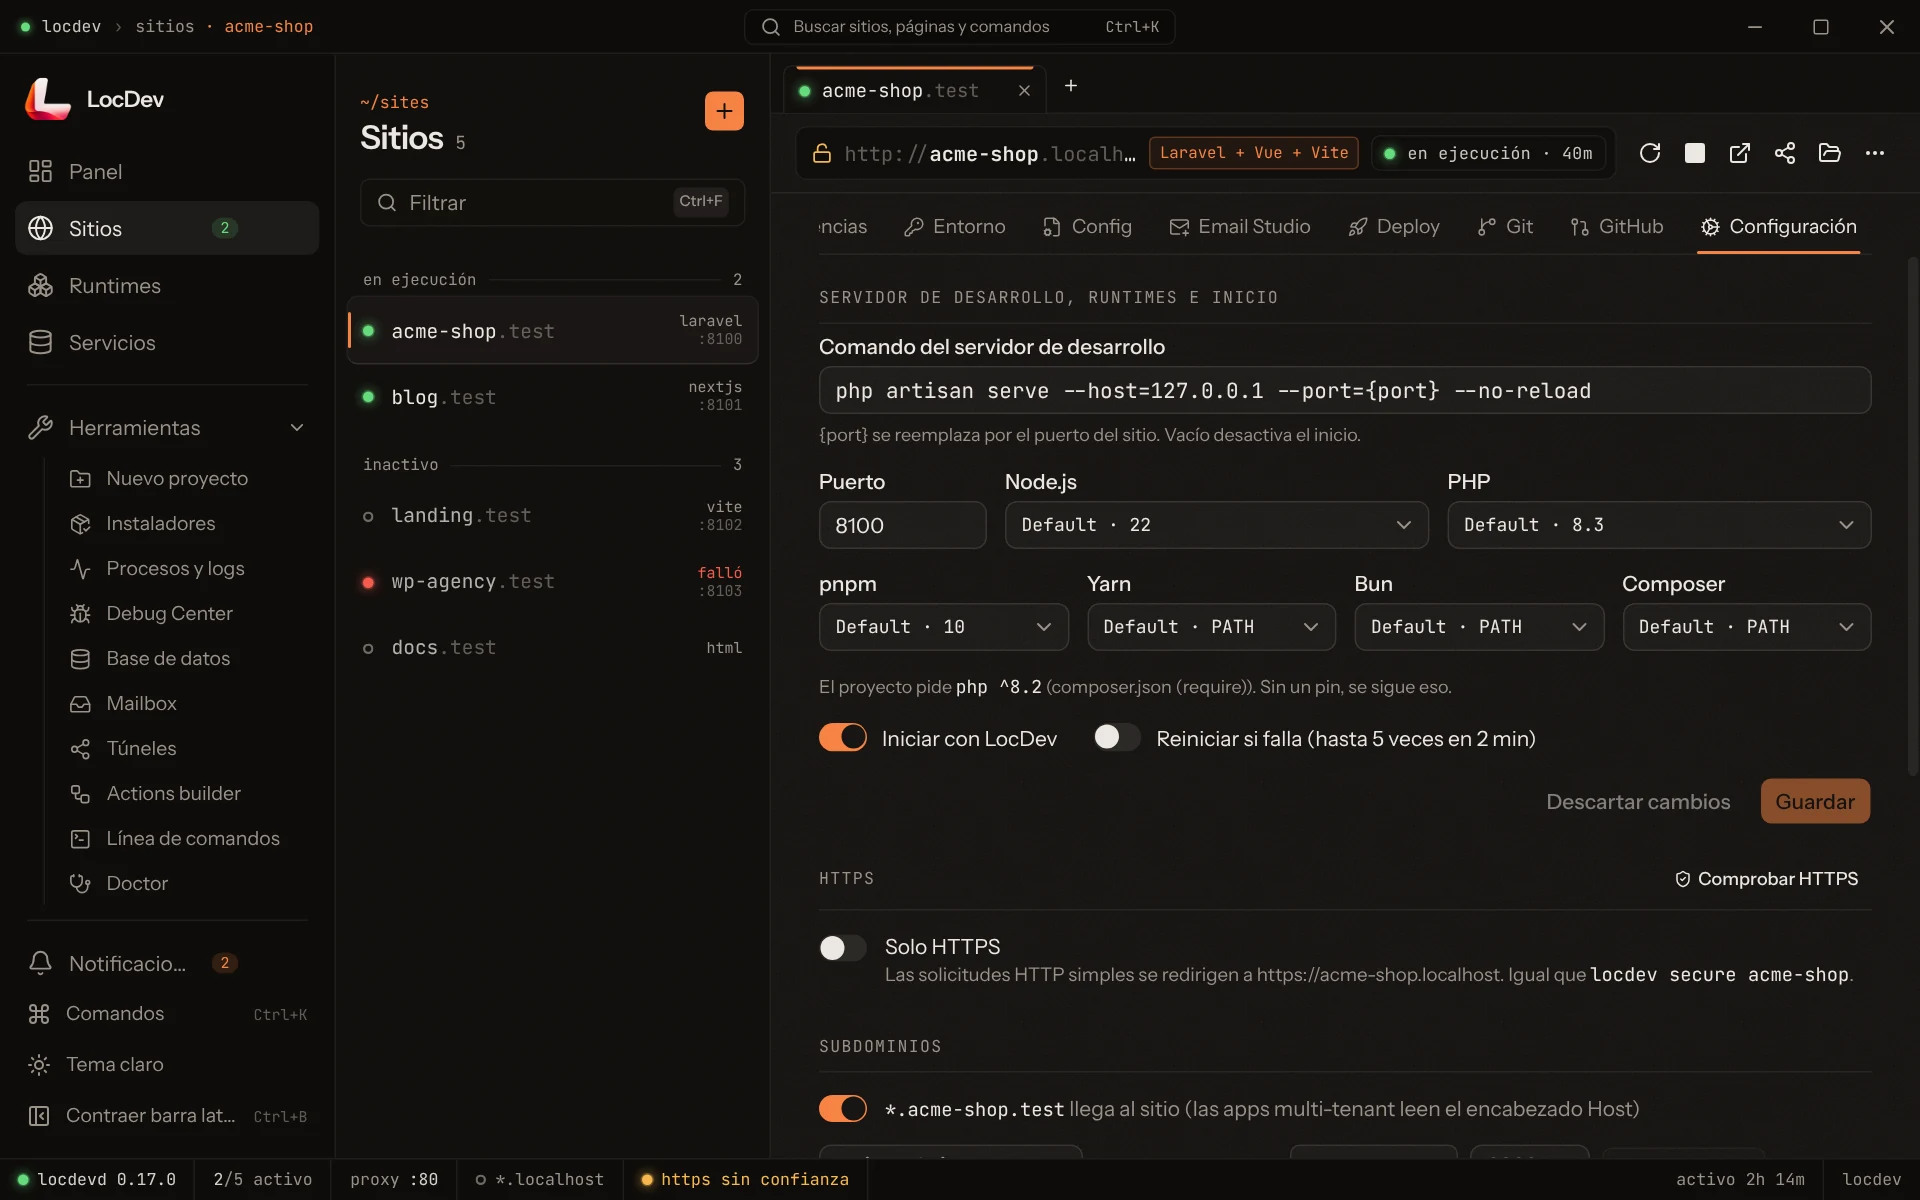 locdev › sitios · acme-shop
Buscar sitios, páginas y comandos Ctrl+K
LocDev
Panel
Sitios 2
Runtimes
Servicios
Herramientas
Nuevo proyecto
Instaladores
Procesos y logs
Debug Center
Base de datos
Mailbox
Túneles
Actions builder
Línea de comandos
Doctor
Notificacio... 2
Comandos Ctrl+K
Tema claro
Contraer barra lat... Ctrl+B
~/sites
Sitios 5
Filtrar Ctrl+F
en ejecución 2
acme-shop.test laravel :8100
blog.test nextjs :8101
inactivo 3
landing.test vite :8102
wp-agency.test falló :8103
docs.test html
acme-shop.test
http://acme-shop.localh... Laravel + Vue + Vite en ejecución · 40m
encias Entorno Config Email Studio Deploy Git GitHub Configuración
SERVIDOR DE DESARROLLO, RUNTIMES E INICIO
Comando del servidor de desarrollo
php artisan serve --host=127.0.0.1 --port={port} --no-reload
{port} se reemplaza por el puerto del sitio. Vacío desactiva el inicio.
Puerto Node.js PHP
8100 Default · 22 Default · 8.3
pnpm Yarn Bun Composer
Default · 10 Default · PATH Default · PATH Default · PATH
El proyecto pide php ^8.2 (composer.json (require)). Sin un pin, se sigue eso.
Iniciar con LocDev Reiniciar si falla (hasta 5 veces en 2 min)
Descartar cambios Guardar
HTTPS Comprobar HTTPS
Solo HTTPS
Las solicitudes HTTP simples se redirigen a https://acme-shop.localhost. Igual que locdev secure acme-shop.
SUBDOMINIOS
*.acme-shop.test llega al sitio (las apps multi-tenant leen el encabezado Host)
locdevd 0.17.0 2/5 activo proxy :80 *.localhost https sin confianza activo 2h 14m locdev